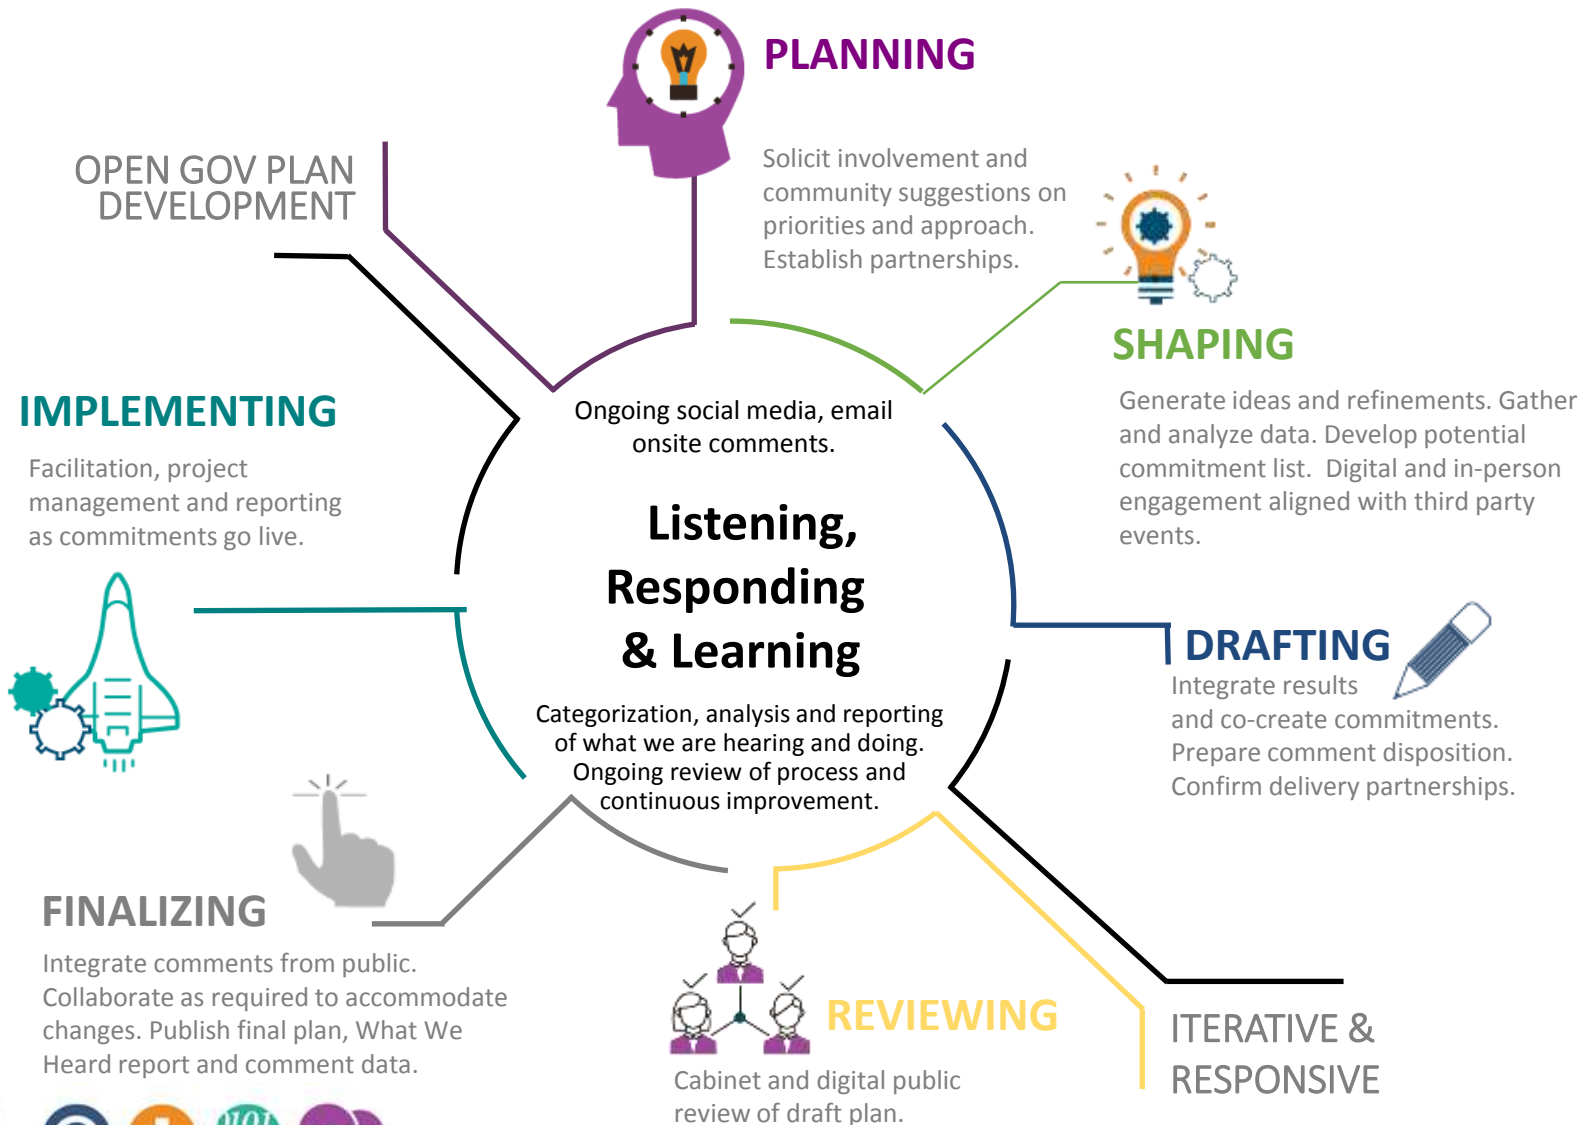 PLANNING
Solicit involvement and
community suggestions on
priorities and approach.
Establish partnerships.
OPEN GOV PLAN
DEVELOPMENT
SHAPING
Generate ideas and refinements. Gather
and analyze data. Develop potential
commitment list.  Digital and in-person
engagement aligned with third party
events.
IMPLEMENTING
Facilitation, project
management and reporting
as commitments go live.
Ongoing social media, email
onsite comments.
Listening,
Responding
& Learning
Categorization, analysis and reporting
of what we are hearing and doing.
Ongoing review of process and
continuous improvement.
DRAFTING
Integrate results
and co-create commitments.
Prepare comment disposition.
Confirm delivery partnerships.
FINALIZING
Integrate comments from public.
Collaborate as required to accommodate
changes. Publish final plan, What We
Heard report and comment data.
REVIEWING
Cabinet and digital public
review of draft plan.
ITERATIVE &
RESPONSIVE